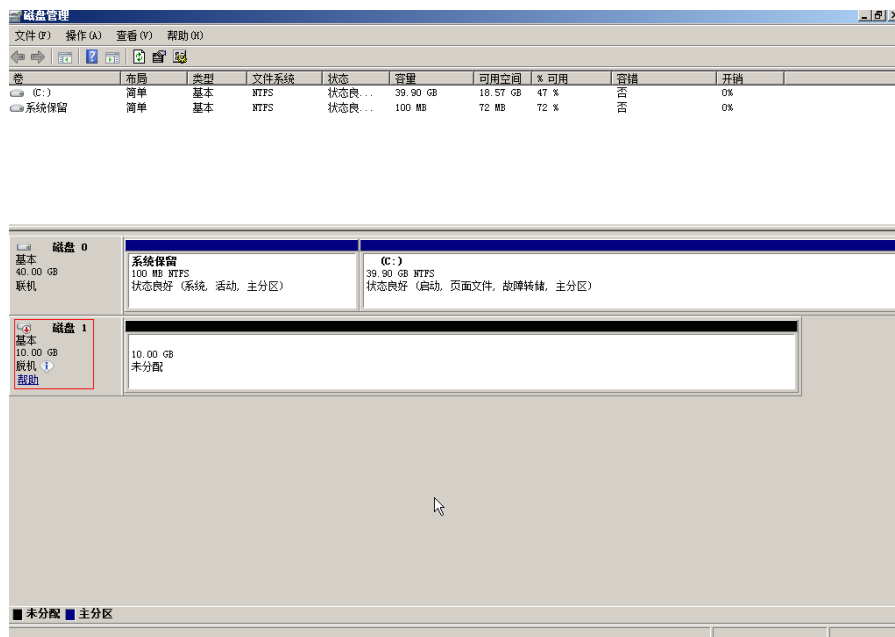 磁盘管理
文件(F) 操作(A) 查看(V) 帮助(H)
卷 布局 类型 文件系统 状态 容量 可用空间 % 可用 容错 开销
(C:) 简单 基本 NTFS 状态良... 39.90 GB 18.57 GB 47 % 否 0%
系统保留 简单 基本 NTFS 状态良... 100 MB 72 MB 72 % 否 0%
磁盘 0
基本
40.00 GB
联机
系统保留
100 MB NTFS
状态良好 (系统, 活动, 主分区)
(C:)
39.90 GB NTFS
状态良好 (启动, 页面文件, 故障转储, 主分区)
磁盘 1
基本
10.00 GB
脱机
帮助
10.00 GB
未分配
未分配 主分区